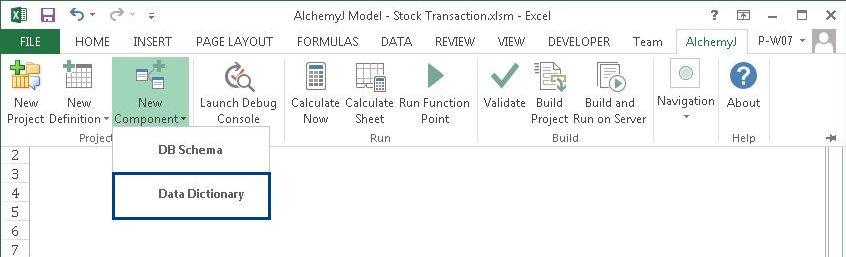 AlchemyJ Model - Stock Transaction.xlsm - Excel
FILE HOME INSERT PAGE LAYOUT FORMULAS DATA REVIEW VIEW DEVELOPER Team AlchemyJ P-W07
New Project
New Definition
New Component
Launch Debug Console
Calculate Now
Calculate Sheet
Run Function Point
Validate
Build Project
Build and Run on Server
Navigation
About
Project
Run
Build
Help
DB Schema
Data Dictionary
2
3
4
5
6
7